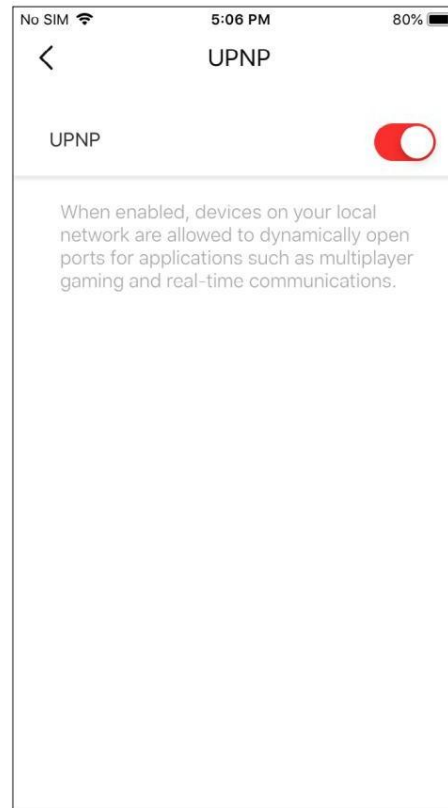 No SIM 5:06 PM 80%
UPNP
UPNP
When enabled, devices on your local
network are allowed to dynamically open
ports for applications such as multiplayer
gaming and real-time communications.